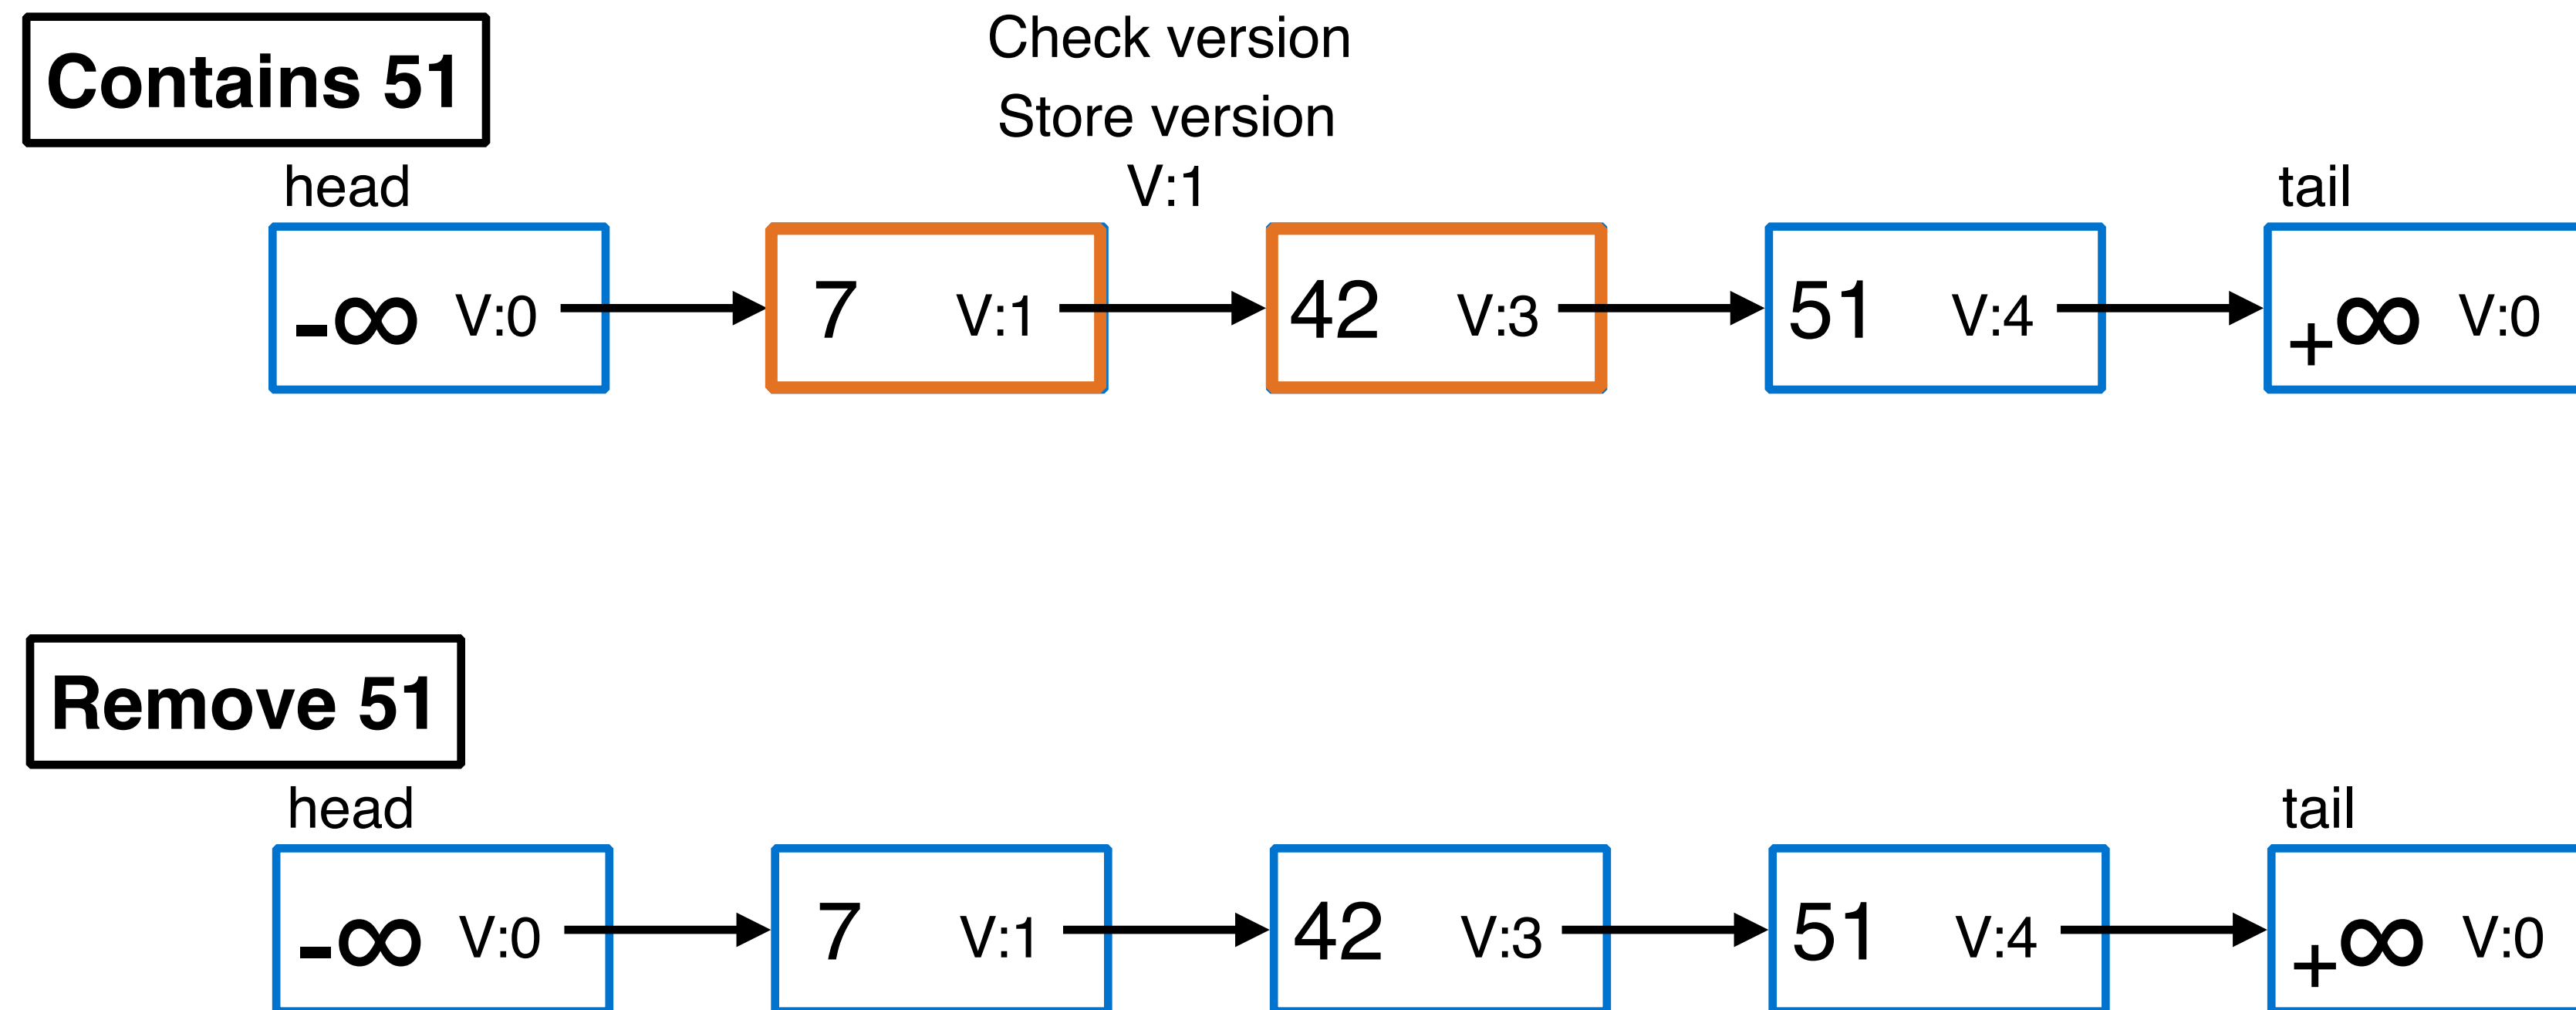 Contains 51
Check version
Store version
head V:1 tail
-∞ V:0 7 V:1 42 V:3 51 V:4 +∞ V:0
Remove 51
head tail
-∞ V:0 7 V:1 42 V:3 51 V:4 +∞ V:0